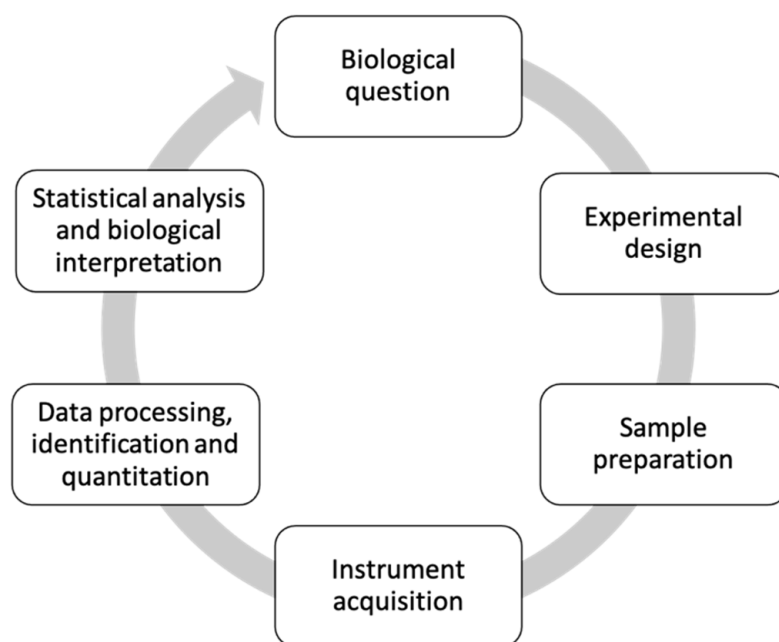 Biological
question
Experimental
design
Sample
preparation
Instrument
acquisition
Data processing,
identification and
quantitation
Statistical analysis
and biological
interpretation